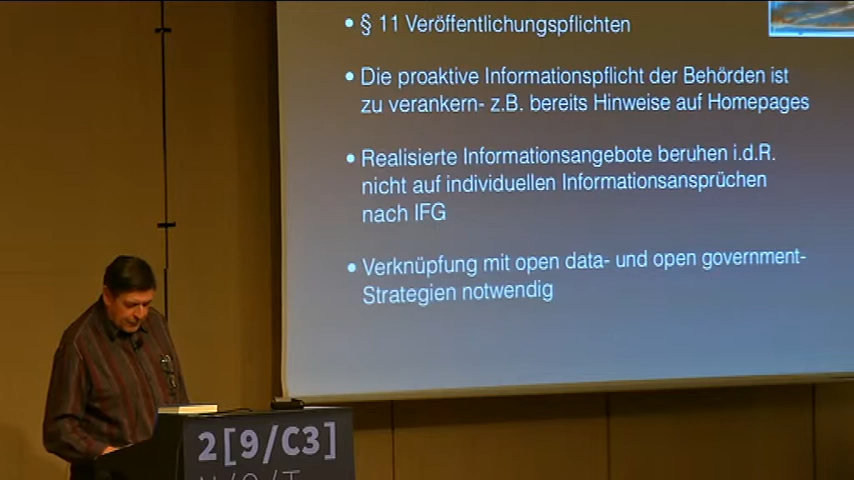 • § 11 Veröffentlichungspflichten
• Die proaktive Informationspflicht der Behörden ist
zu verankern- z.B. bereits Hinweise auf Homepages
• Realisierte Informationsangebote beruhen i.d.R.
nicht auf individuellen Informationsansprüchen
nach IFG
• Verknüpfung mit open data- und open government-
Strategien notwendig
2[9/C3]